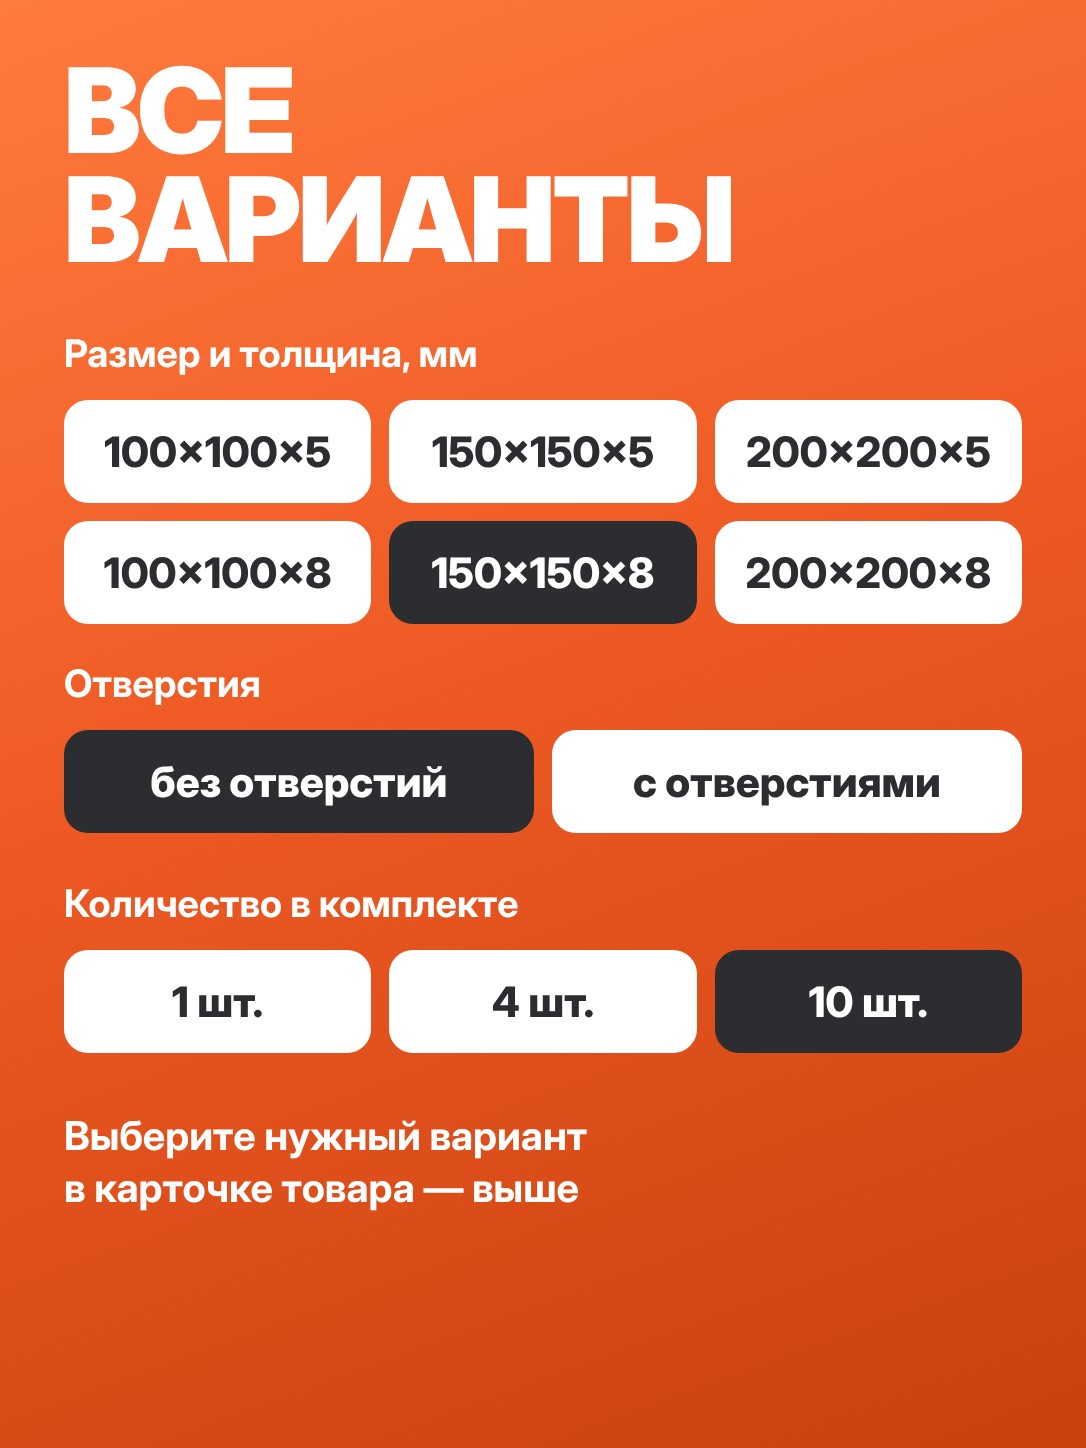 ВСЕ
ВАРИАНТЫ
Размер и толщина, мм
100×100×5 150×150×5 200×200×5
100×100×8 150×150×8 200×200×8
Отверстия
без отверстий с отверстиями
Количество в комплекте
1 шт. 4 шт. 10 шт.
Выберите нужный вариант
в карточке товара — выше